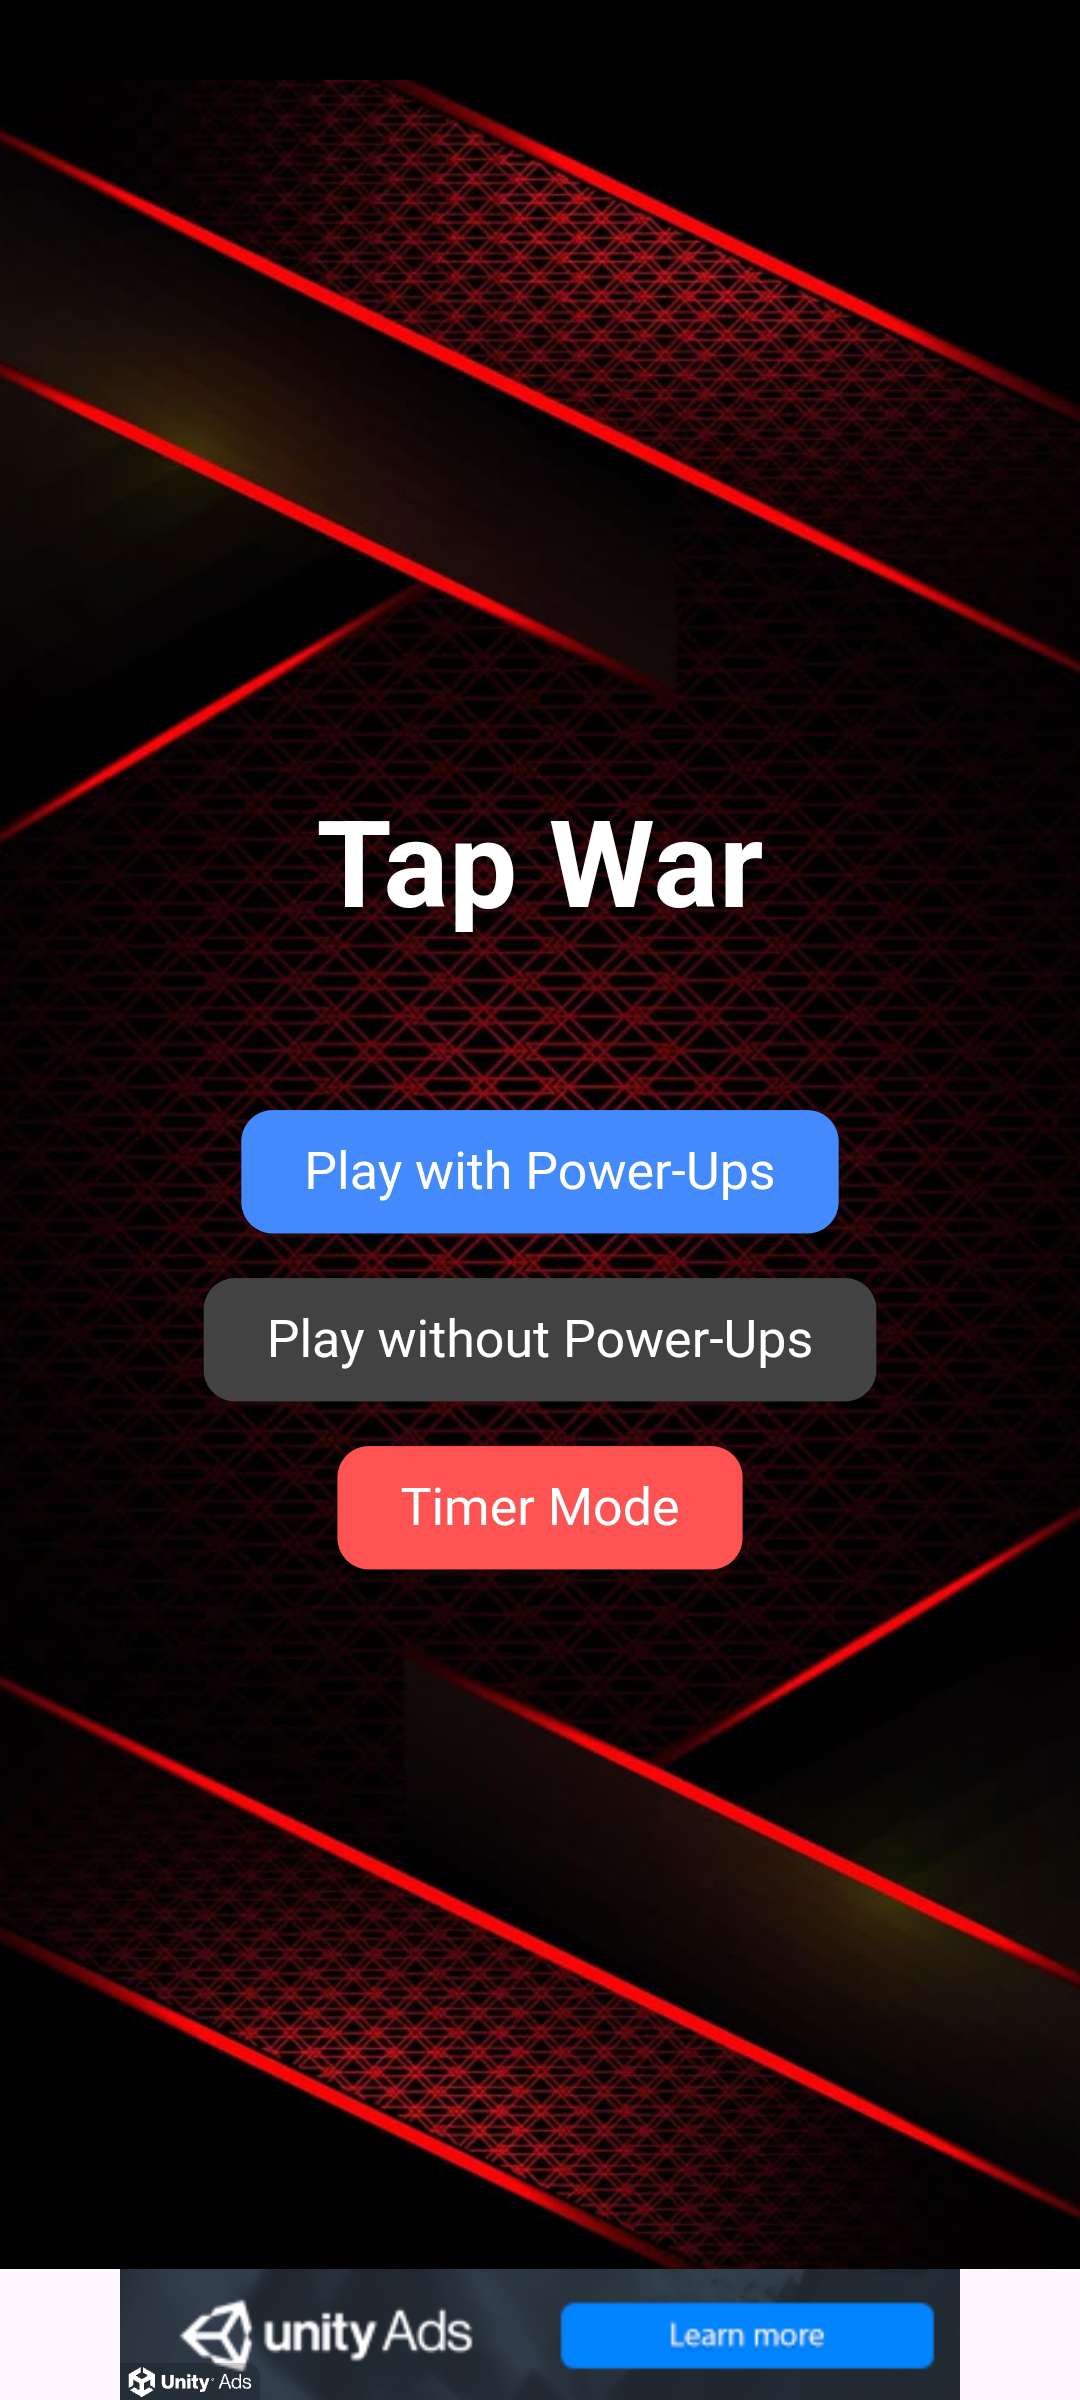 Tap War
Play with Power-Ups
Play without Power-Ups
Timer Mode
unity Ads
Learn more
Unity Ads